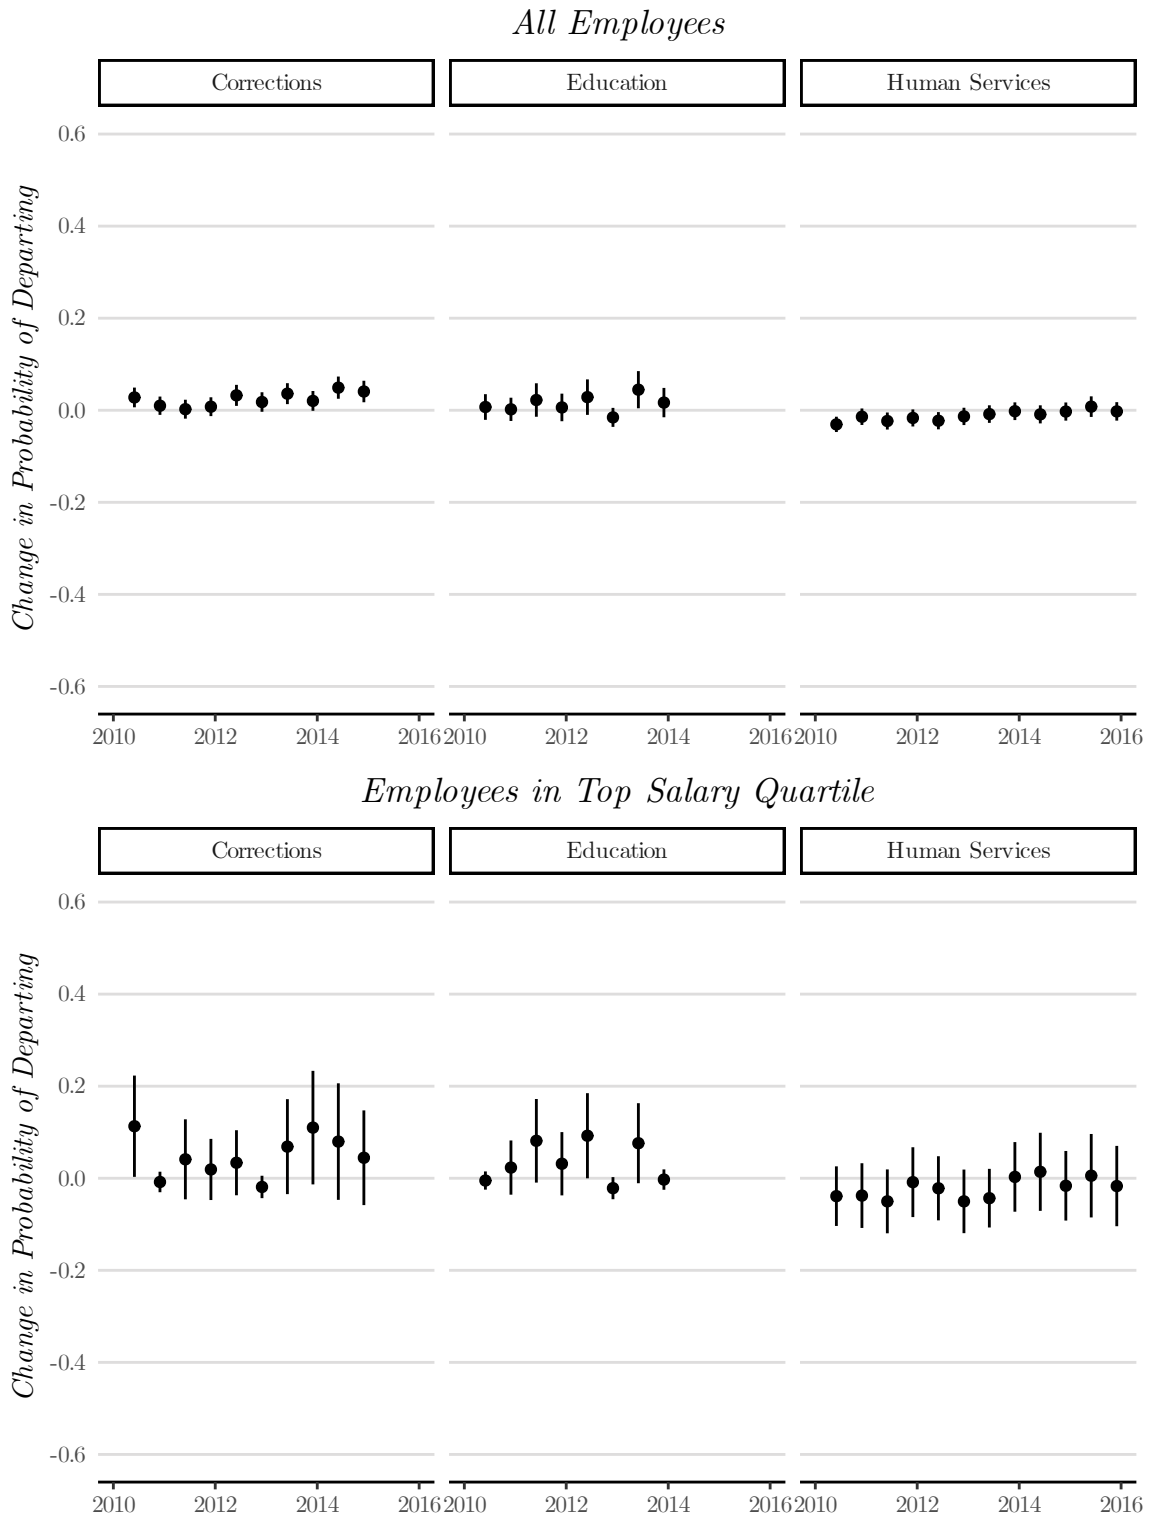 All Employees
Corrections Education Human Services
0.6
0.4
0.2
0.0
-0.2
-0.4
-0.6
Change in Probability of Departing
2010 2012 2014 2016 2010 2012 2014 2016 2010 2012 2014 2016
Employees in Top Salary Quartile
Corrections Education Human Services
0.6
0.4
0.2
0.0
-0.2
-0.4
-0.6
Change in Probability of Departing
2010 2012 2014 2016 2010 2012 2014 2016 2010 2012 2014 2016